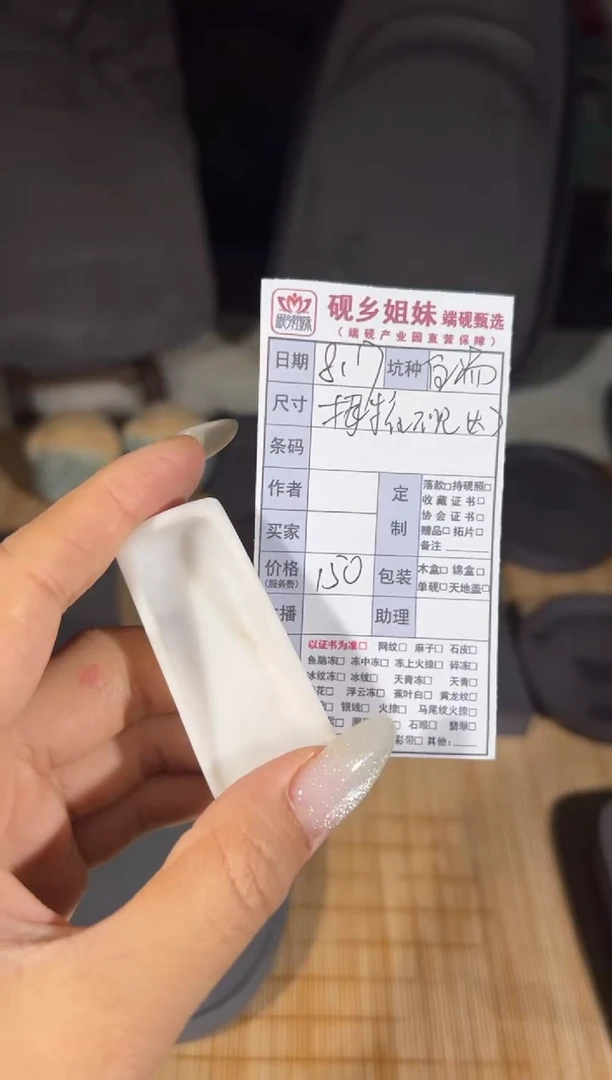 砚乡姐妹
砚乡姐妹 端砚甄选
（端砚产业园直营保障）
日期 8.17 坑种 白端
尺寸
条码
作者
定制
落款□持砚照□
收藏证书□
协会证书□
赠品□拓片□
备注
买家
价格
（服务费）
150
包装
木盒□ 锦盒□
单砚□天地盖□
播
助理
以证书为准□ 网纹□ 麻子□ 石皮□
鱼脑冻□ 冻中冻□ 冻上火捺□ 碎冻□
冰纹冻□ 冰纹□ 天青冻□ 天青□
花□ 浮云冻□ 蕉叶白□ 黄龙纹□
□ 银线□ 火捺□ 马尾纹火捺□
□ 石眼□ 翡翠□
彩带□ 其他：